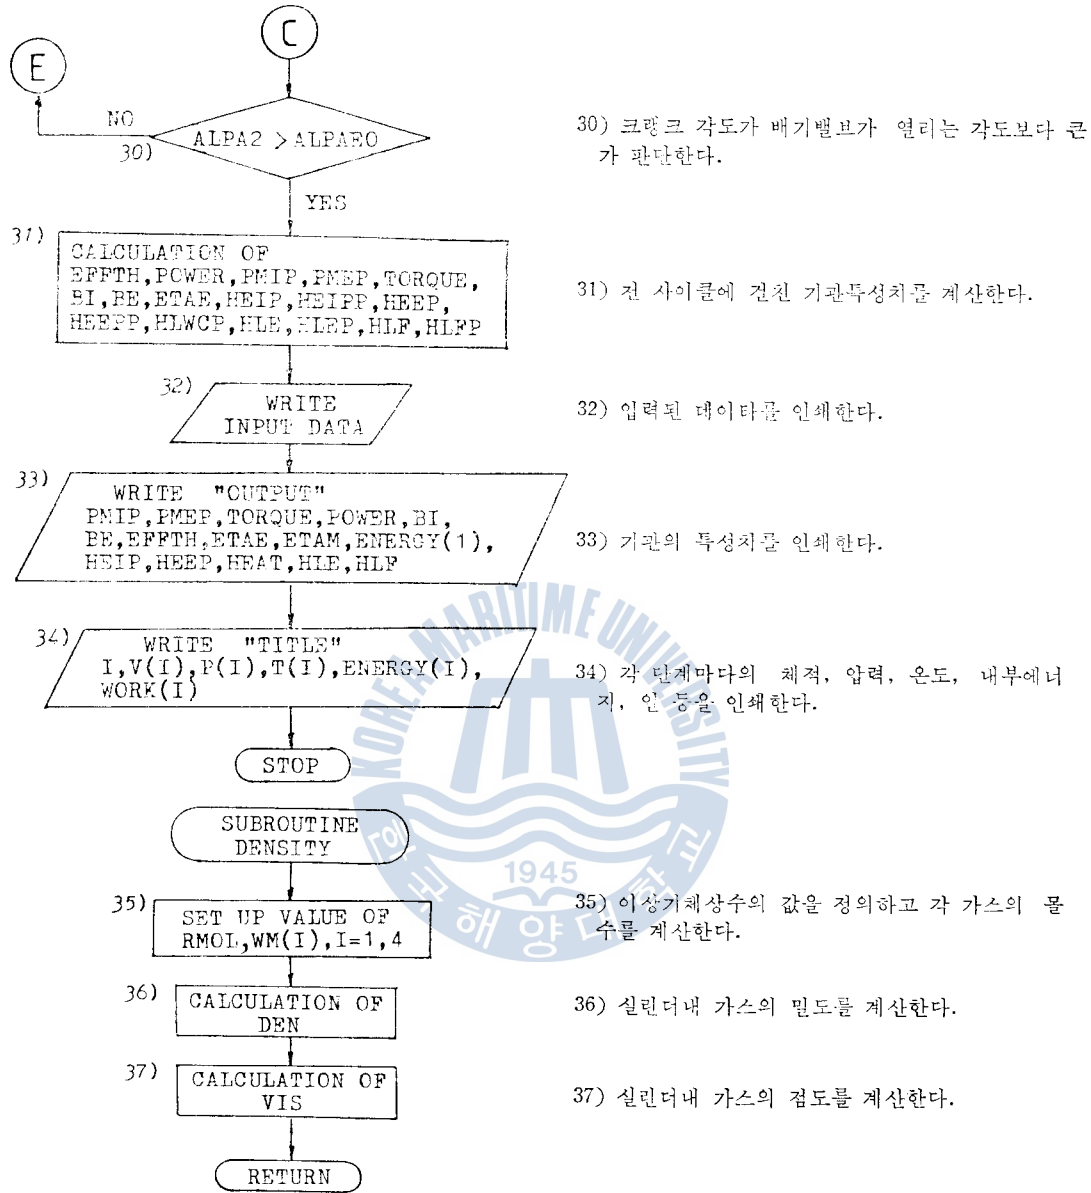 C
E
NO
30)
ALPA2 > ALPAEO
30) 크랭크 각도가 배기밸브가 열리는 각도보다 큰
가 판단한다.
YES
31)
CALCULATION OF
EFFTH,POWER,PMIP,PMEP,TORQUE,
BI,BE,ETAE,HEIP,HEIPP,HEEP,
HEEPP,HLWCP,HLE,HLEP,HLF,HLFP
31) 전 사이클에 걸친 기관특성치를 계산한다.
32)
WRITE
INPUT DATA
32) 입력된 데이타를 인쇄한다.
33)
WRITE "OUTPUT"
PMIP,PMEP,TORQUE,POWER,BI,
BE,EFFTH,ETAE,ETAM,ENERGY(1),
HEIP,HEEP,HEAT,HLE,HLF
33) 기관의 특성치를 인쇄한다.
34)
WRITE "TITLE"
I,V(I),P(I),T(I),ENERGY(I),
WORK(I)
34) 각 단계마다의 체적, 압력, 온도, 내부에너
지, 일 등을 인쇄한다.
STOP
SUBROUTINE
DENSITY
35)
SET UP VALUE OF
RMOL,WM(I),I=1,4
35) 이상기체상수의 값을 정의하고 각 가스의 몰
수를 계산한다.
36)
CALCULATION OF
DEN
36) 실린더내 가스의 밀도를 계산한다.
37)
CALCULATION OF
VIS
37) 실린더내 가스의 점도를 계산한다.
RETURN
KOREA MARITIME UNIVERSITY
1945
한국해양대학교